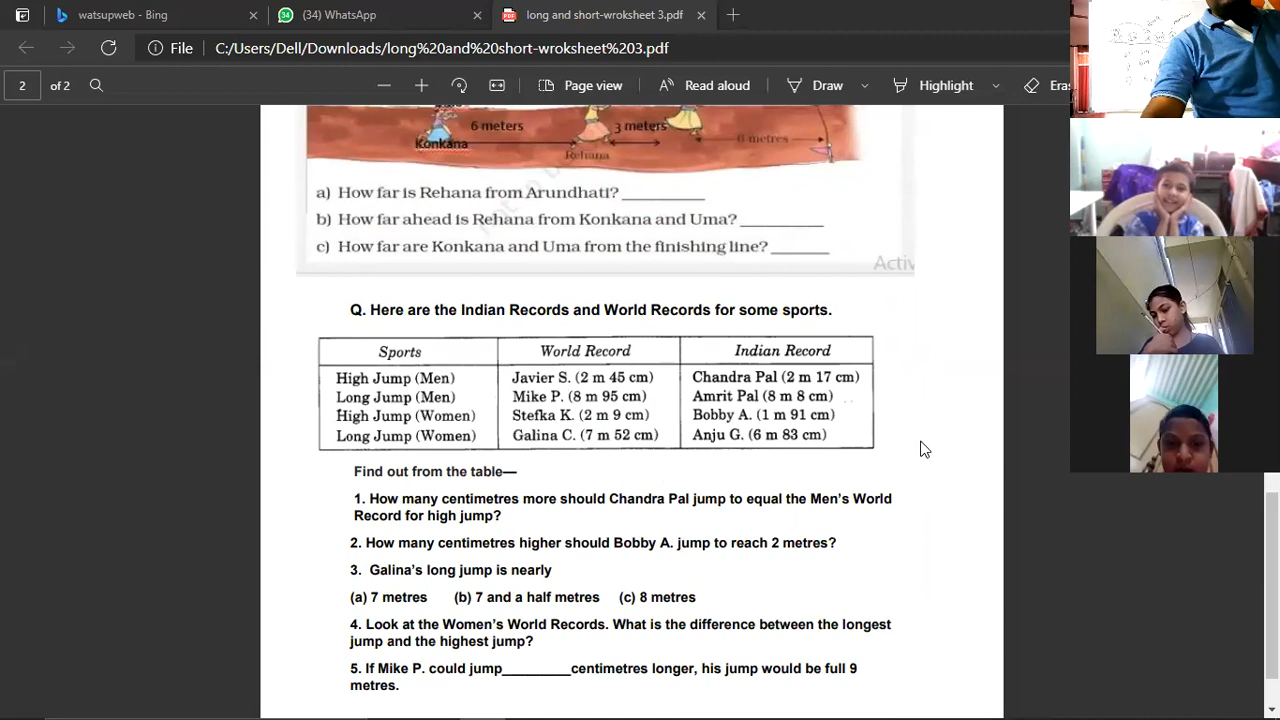 watsupweb - Bing
(34) WhatsApp
long and short-wroksheet 3.pdf
File C:/Users/Dell/Downloads/long%20and%20short-wroksheet%203.pdf
2 of 2 Page view Read aloud Draw Highlight Eras
6 meters 3 meters 6 metres
Konkana
Rehana
a) How far is Rehana from Arundhati? __________
b) How far ahead is Rehana from Konkana and Uma? __________
c) How far are Konkana and Uma from the finishing line? _______
Activ
Q. Here are the Indian Records and World Records for some sports.
Sports World Record Indian Record
High Jump (Men) Javier S. (2 m 45 cm) Chandra Pal (2 m 17 cm)
Long Jump (Men) Mike P. (8 m 95 cm) Amrit Pal (8 m 8 cm)
High Jump (Women) Stefka K. (2 m 9 cm) Bobby A. (1 m 91 cm)
Long Jump (Women) Galina C. (7 m 52 cm) Anju G. (6 m 83 cm)
Find out from the table—
1. How many centimetres more should Chandra Pal jump to equal the Men's World
Record for high jump?
2. How many centimetres higher should Bobby A. jump to reach 2 metres?
3. Galina's long jump is nearly
(a) 7 metres (b) 7 and a half metres (c) 8 metres
4. Look at the Women's World Records. What is the difference between the longest
jump and the highest jump?
5. If Mike P. could jump_________centimetres longer, his jump would be full 9
metres.